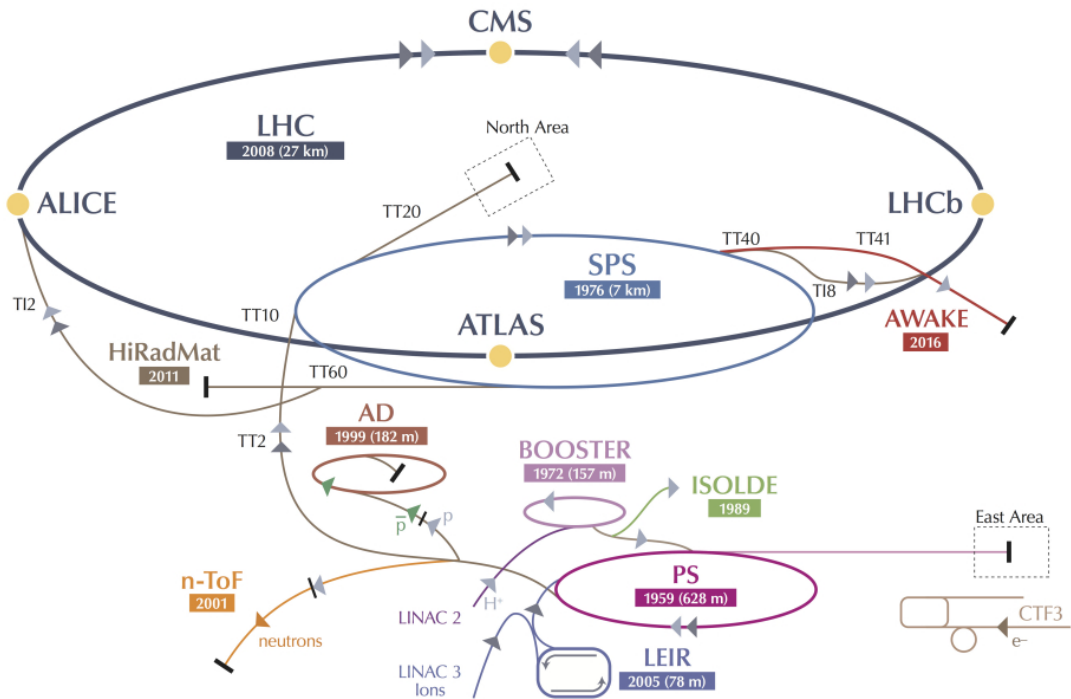 CMS
LHC
2008 (27 km)
North Area
ALICE
LHCb
TT20
TT40
TT41
SPS
1976 (7 km)
TI8
TI2
TT10
ATLAS
AWAKE
2016
HiRadMat
2011
TT60
AD
1999 (182 m)
TT2
BOOSTER
1972 (157 m)
ISOLDE
1989
p̅
p
East Area
n-ToF
2001
PS
1959 (628 m)
LINAC 2
H⁺
neutrons
CTF3
e⁻
LINAC 3
Ions
LEIR
2005 (78 m)